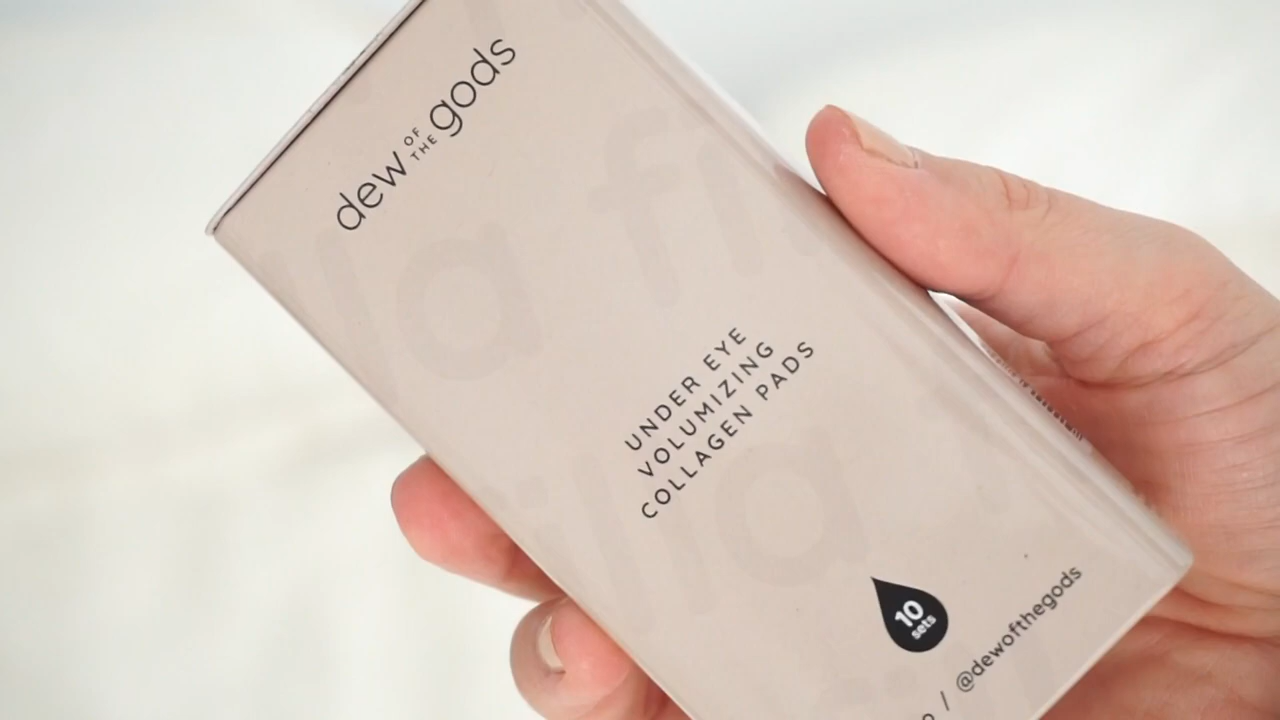 dew OF THE gods
UNDER EYE
VOLUMIZING
COLLAGEN PADS
10
sets
/ @dewofthegods